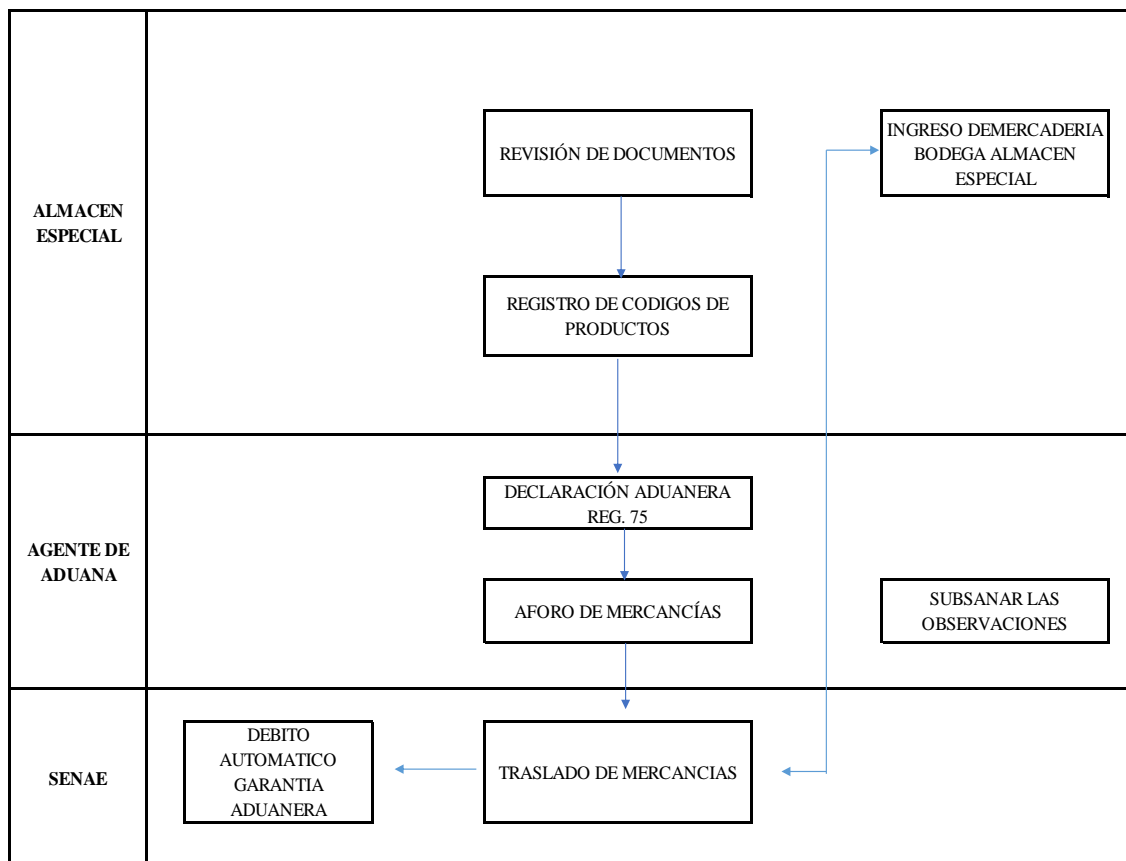 ALMACEN
ESPECIAL
REVISIÓN DE DOCUMENTOS
INGRESO DEMERCADERIA
BODEGA ALMACEN
ESPECIAL
REGISTRO DE CODIGOS DE
PRODUCTOS
AGENTE DE
ADUANA
DECLARACIÓN ADUANERA
REG. 75
AFORO DE MERCANCÍAS
SUBSANAR LAS
OBSERVACIONES
SENAE
DEBITO
AUTOMATICO
GARANTIA
ADUANERA
TRASLADO DE MERCANCIAS